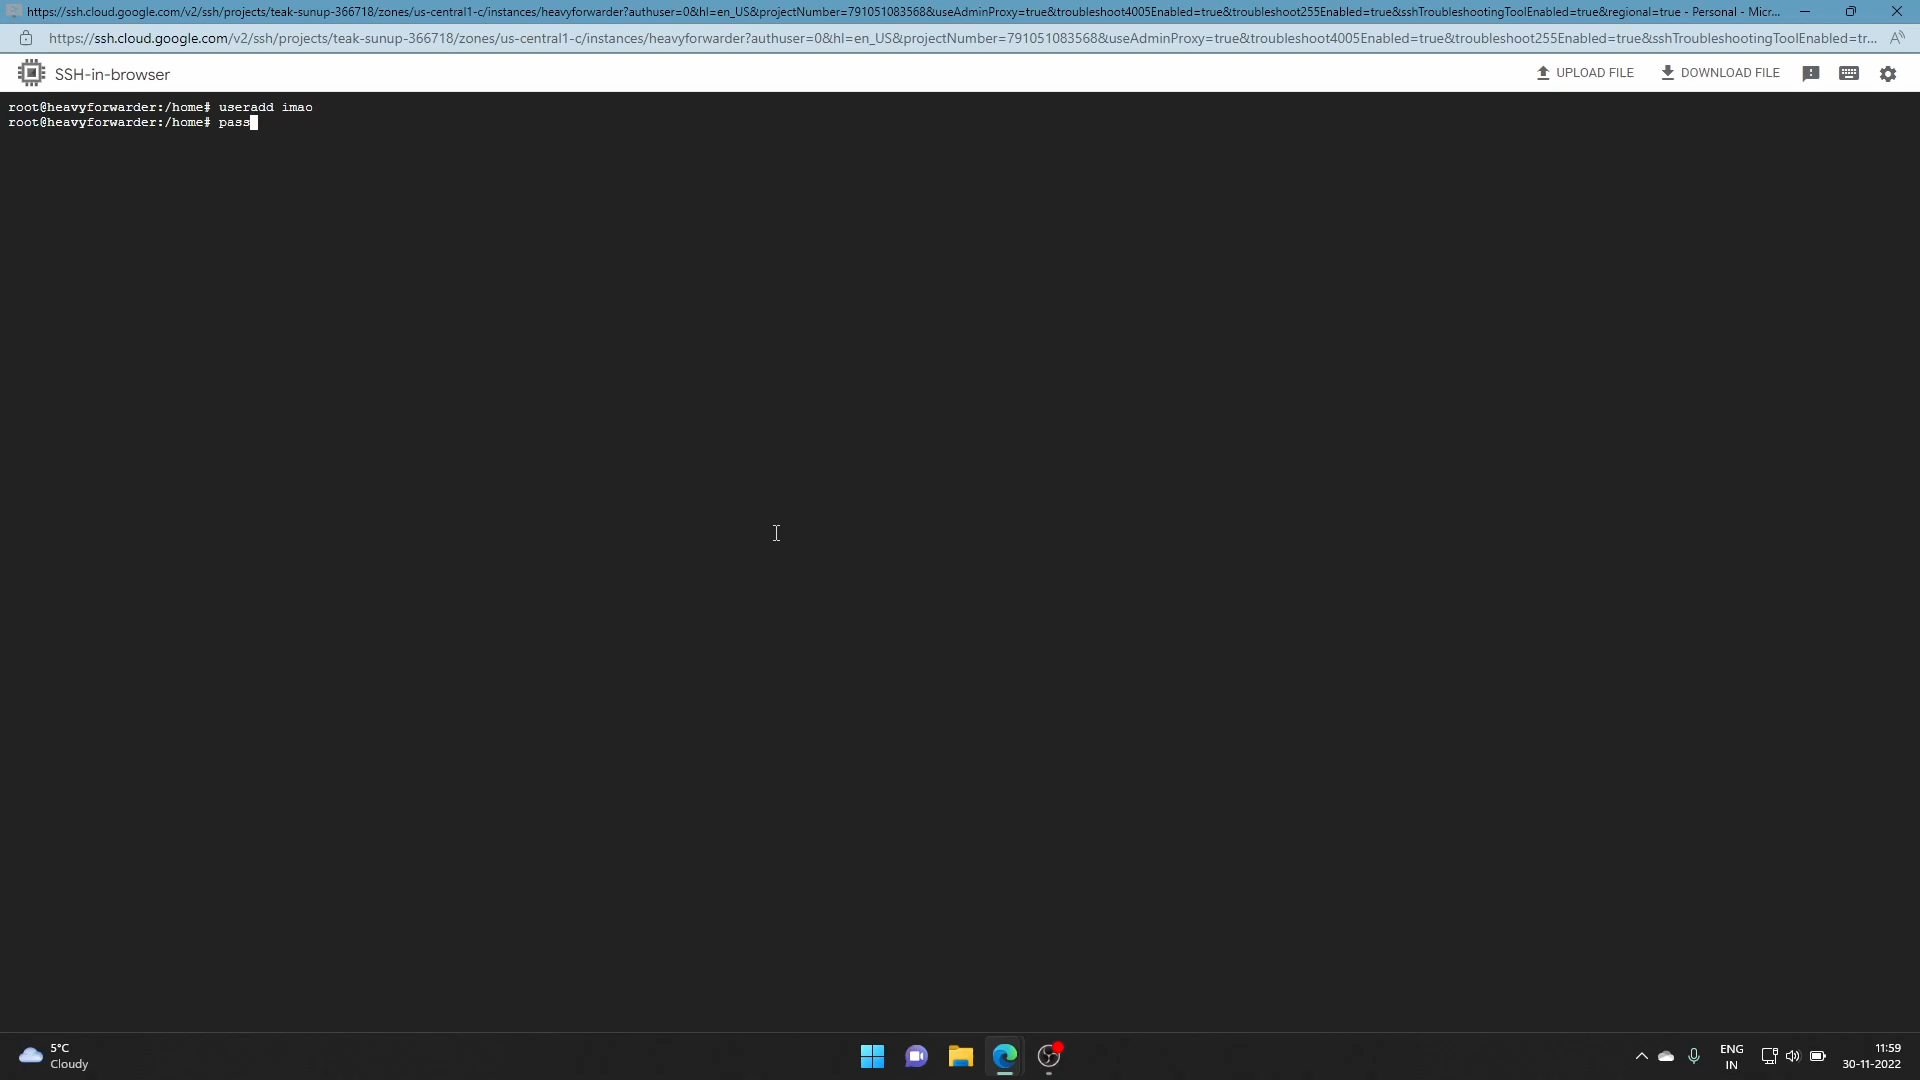 https://ssh.cloud.google.com/v2/ssh/projects/teak-sunup-366718/zones/us-central1-c/instances/heavyforwarder?authuser=0&hl=en_US&projectNumber=791051083568&useAdminProxy=true&troubleshoot4005Enabled=true&troubleshoot255Enabled=true&sshTroubleshootingToolEnabled=true&regional=true - Personal - Micr...
https://ssh.cloud.google.com/v2/ssh/projects/teak-sunup-366718/zones/us-central1-c/instances/heavyforwarder?authuser=0&hl=en_US&projectNumber=791051083568&useAdminProxy=true&troubleshoot4005Enabled=true&troubleshoot255Enabled=true&sshTroubleshootingToolEnabled=tr...
SSH-in-browser
UPLOAD FILE
DOWNLOAD FILE
root@heavyforwarder:/home# useradd imao
root@heavyforwarder:/home# pass
5°C
Cloudy
ENG
IN
11:59
30-11-2022